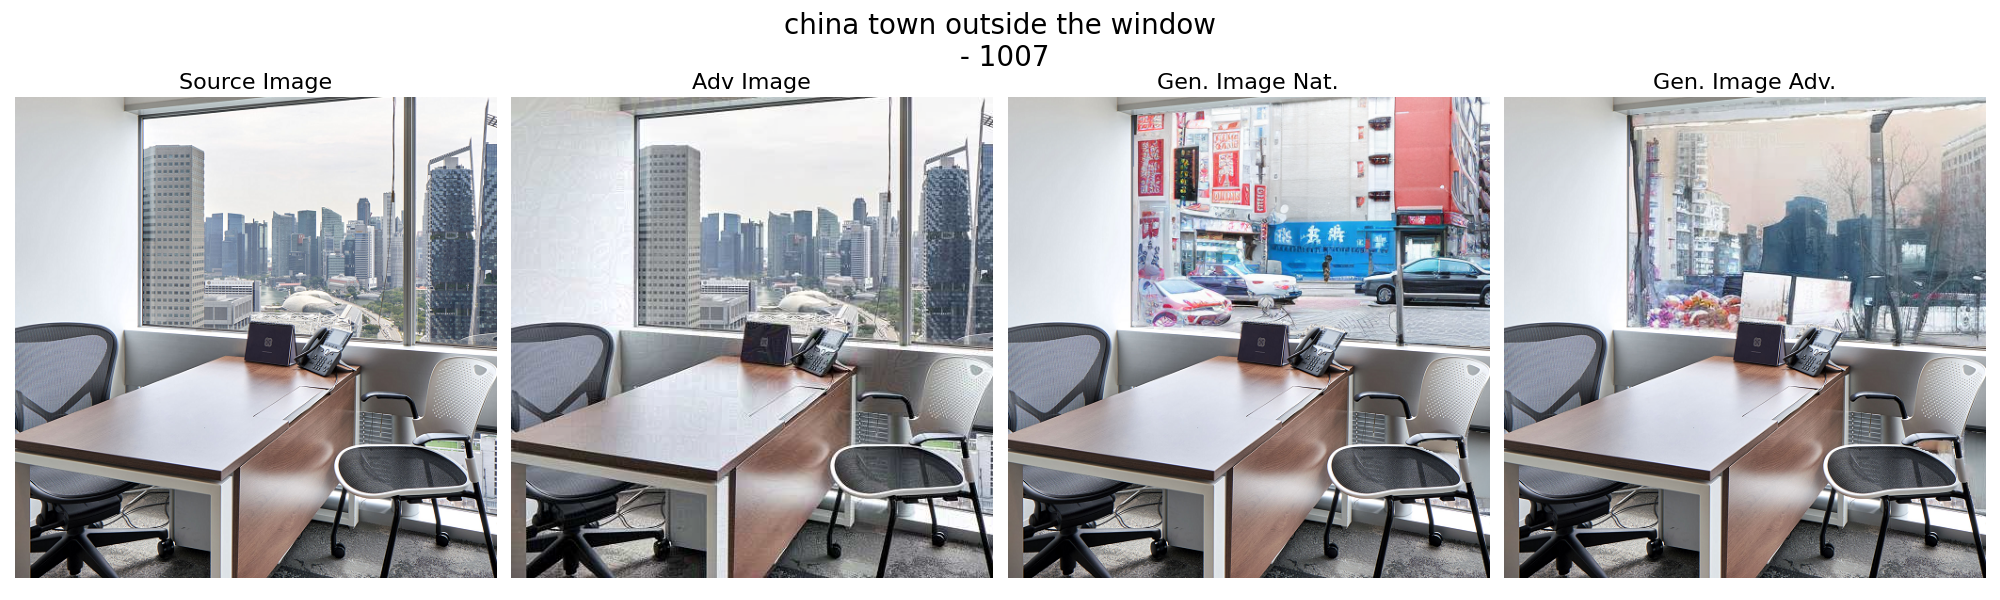 china town outside the window
- 1007
Source Image
Adv Image
Gen. Image Nat.
Gen. Image Adv.